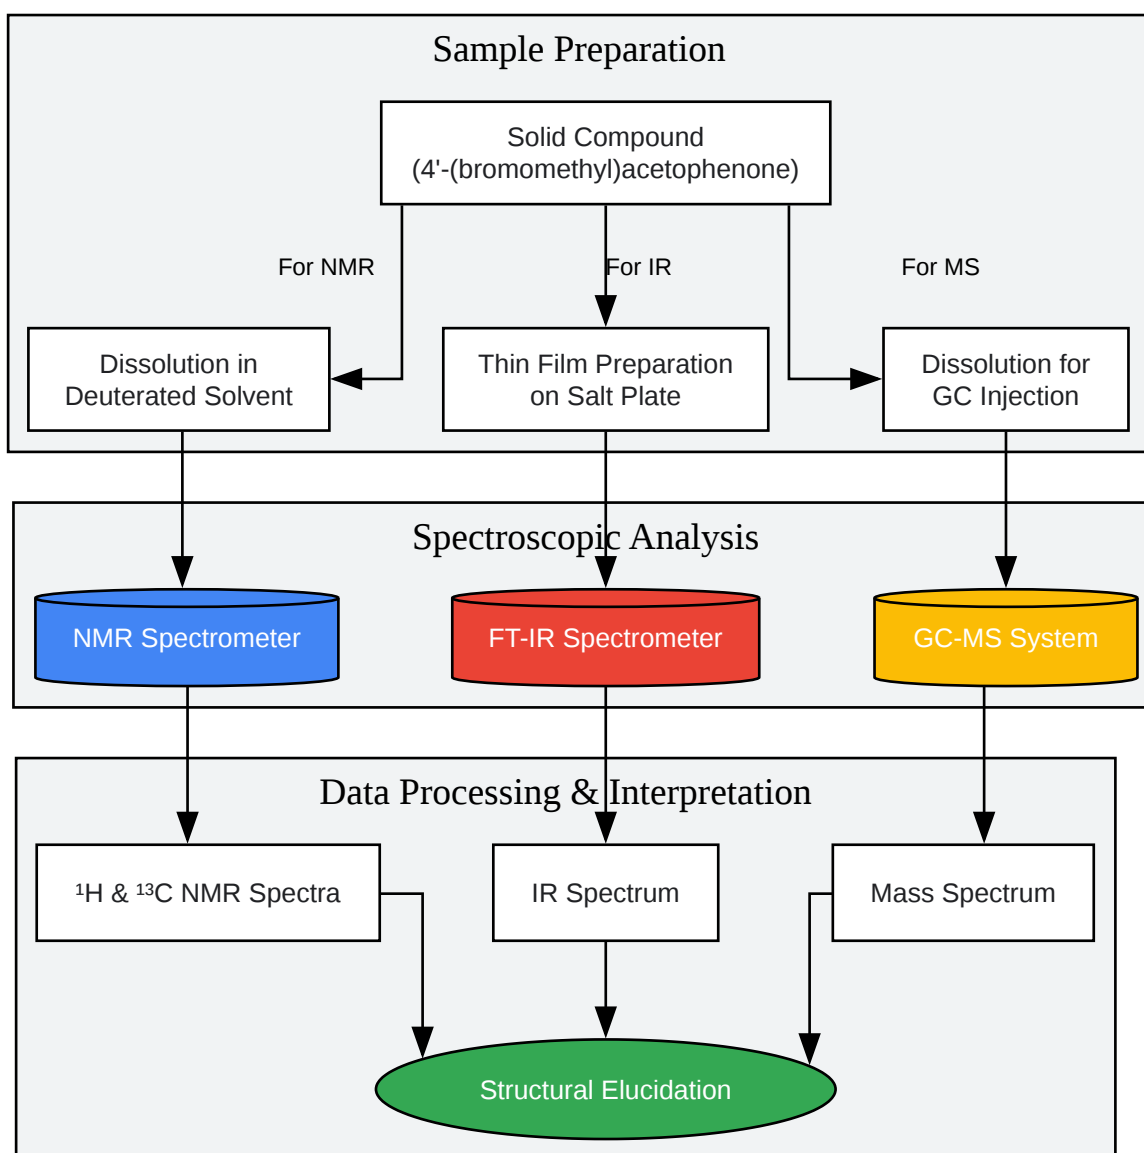 Sample Preparation
Solid Compound
(4'-(bromomethyl)acetophenone)
For NMR
For IR
For MS
Dissolution in
Deuterated Solvent
Thin Film Preparation
on Salt Plate
Dissolution for
GC Injection
Spectroscopic Analysis
NMR Spectrometer
FT-IR Spectrometer
GC-MS System
Data Processing & Interpretation
¹H & ¹³C NMR Spectra
IR Spectrum
Mass Spectrum
Structural Elucidation